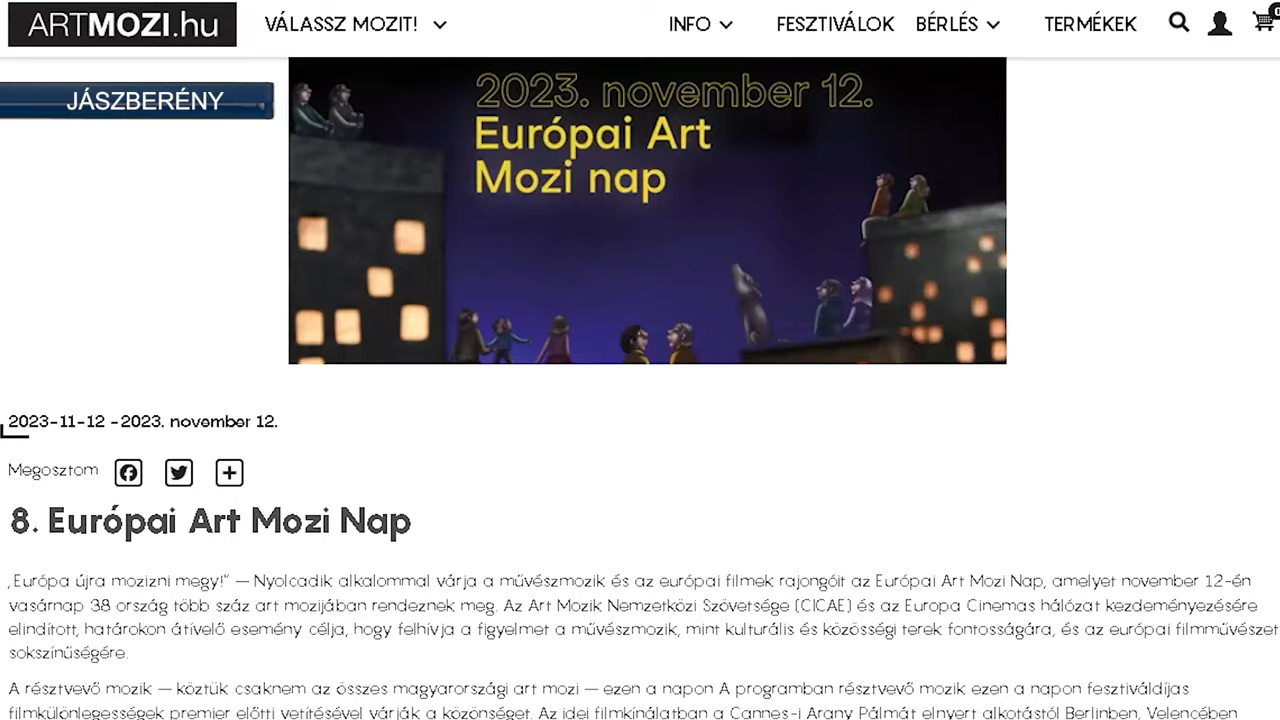 ARTMOZI.hu
VÁLASSZ MOZIT!
INFO
FESZTIVÁLOK
BÉRLÉS
TERMÉKEK
0
JÁSZBERÉNY
2023. november 12.
Európai Art
Mozi nap
2023-11-12 -2023. november 12.
Megosztom
8. Európai Art Mozi Nap
„Európa újra mozizni megy!” — Nyolcadik alkalommal várja a művészmozik és az európai filmek rajongóit az Európai Art Mozi Nap, amelyet november 12-én
vasárnap 38 ország több száz art mozijában rendeznek meg. Az Art Mozik Nemzetközi Szövetsége (CICAE) és az Europa Cinemas hálózat kezdeményezésére
elindított, határokon átívelő esemény célja, hogy felhívja a figyelmet a művészmozik, mint kulturális és közösségi terek fontosságára, és az európai filmművészet
sokszínűségére.
A résztvevő mozik — köztük csaknem az összes magyarországi art mozi — ezen a napon A programban résztvevő mozik ezen a napon fesztiváldíjas
filmkülönlegességek premier előtti vetítésével várják a közönséget. Az idei filmkínálatban a Cannes-i Arany Pálmát elnyert alkotástól Berlinben, Velencében